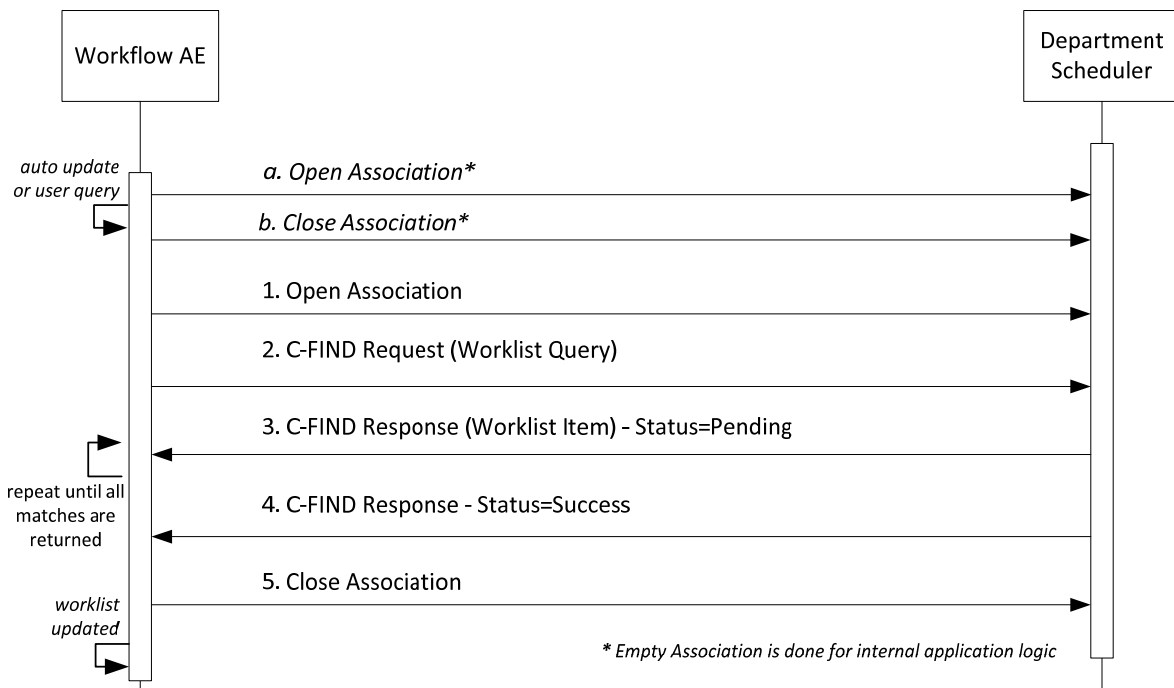 Workflow AE
Department
Scheduler
auto update
or user query
a. Open Association*
b. Close Association*
1. Open Association
2. C-FIND Request (Worklist Query)
3. C-FIND Response (Worklist Item) - Status=Pending
repeat until all
matches are
returned
4. C-FIND Response - Status=Success
5. Close Association
worklist
updated
* Empty Association is done for internal application logic